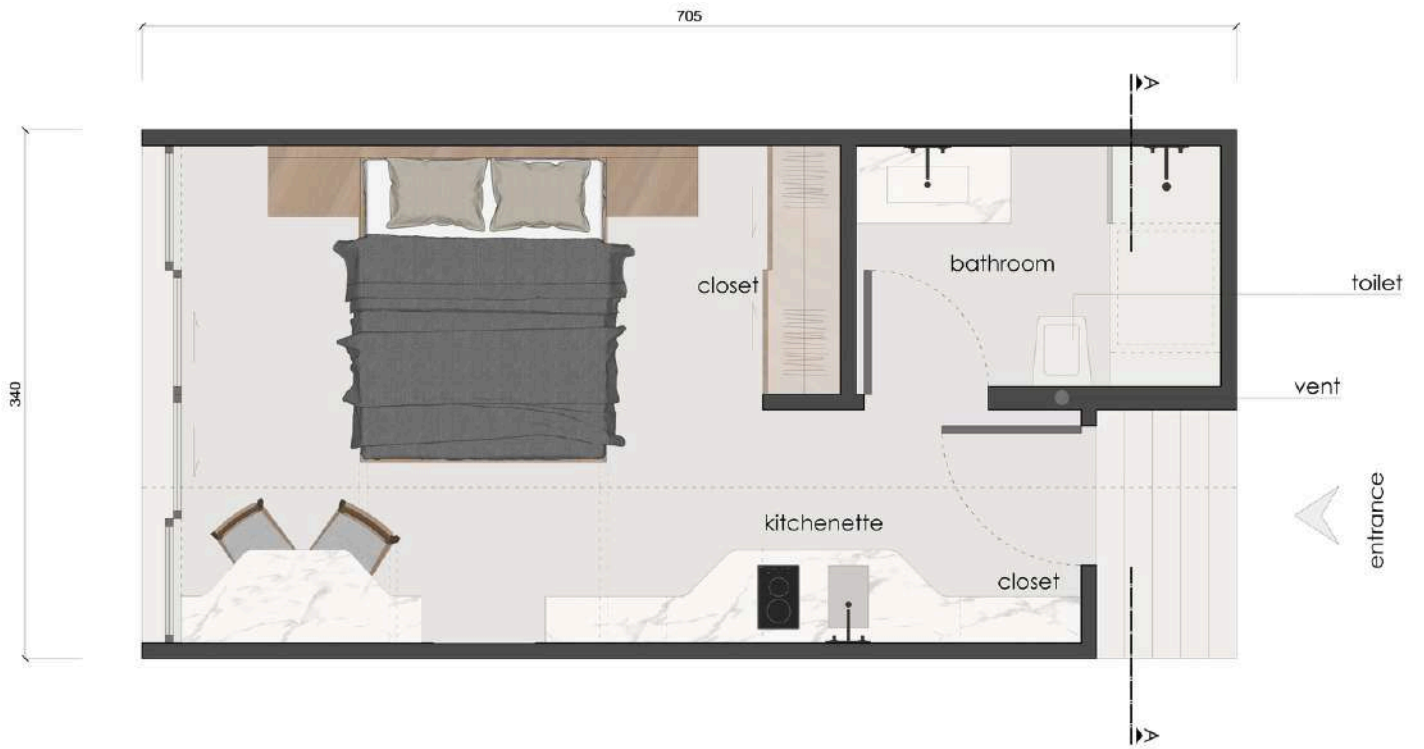 705
A
340
bathroom
closet
toilet
vent
entrance
kitchenette
closet
A